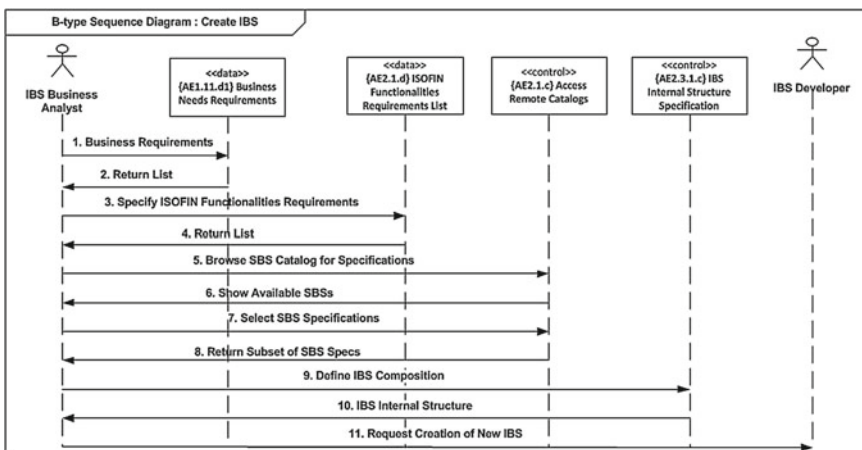 B-type Sequence Diagram : Create IBS
IBS Business
Analyst
<<data>>
{AE1.11.d1} Business
Needs Requirements
<<data>>
{AE2.1.d} ISOFIN
Functionalities
Requirements List
<<control>>
{AE2.1.c} Access
Remote Catalogs
<<control>>
{AE2.3.1.c} IBS
Internal Structure
Specification
IBS Developer
1. Business Requirements
2. Return List
3. Specify ISOFIN Functionalities Requirements
4. Return List
5. Browse SBS Catalog for Specifications
6. Show Available SBSs
7. Select SBS Specifications
8. Return Subset of SBS Specs
9. Define IBS Composition
10. IBS Internal Structure
11. Request Creation of New IBS